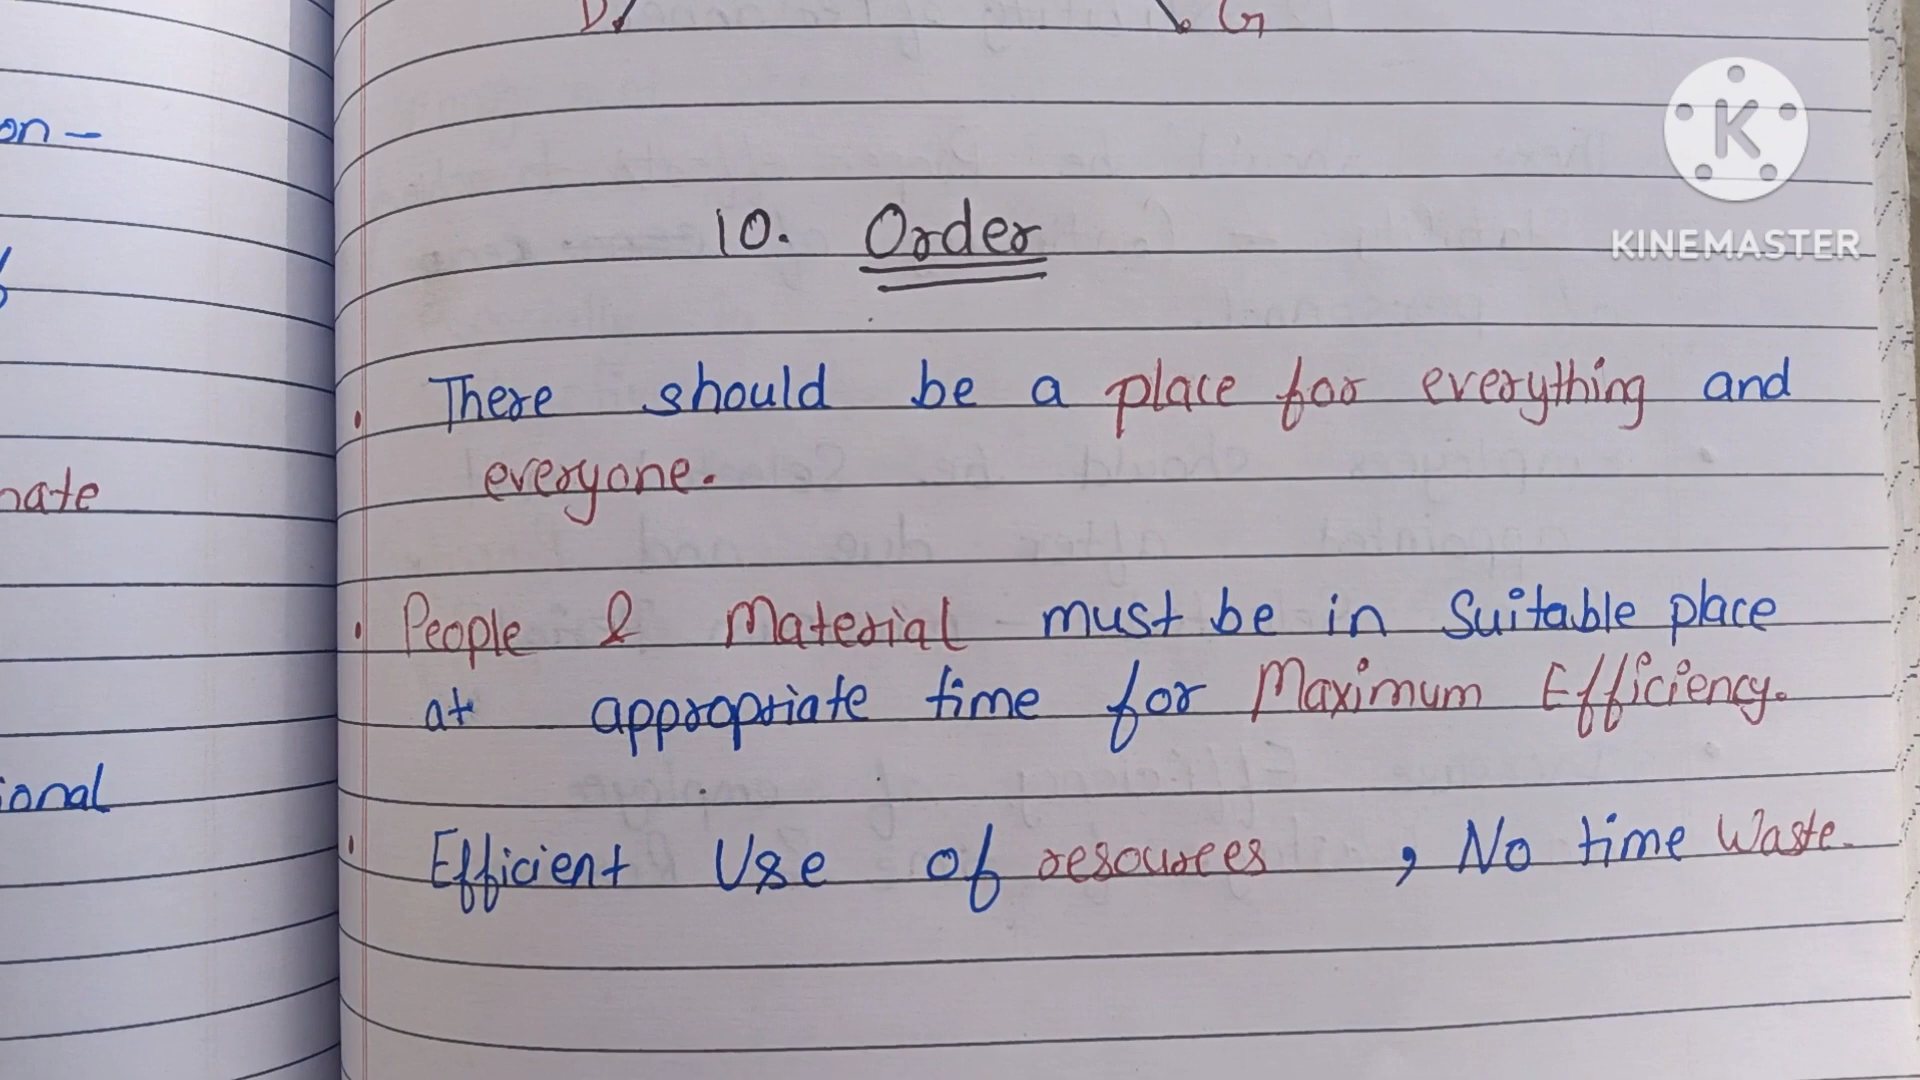 D
G
on -
nate
ional
10. Order
There should be a place for everything and
everyone.
People & Material must be in Suitable place
at appropriate time for Maximum Efficiency.
Efficient Use of resources , No time Waste.
K
KINEMASTER